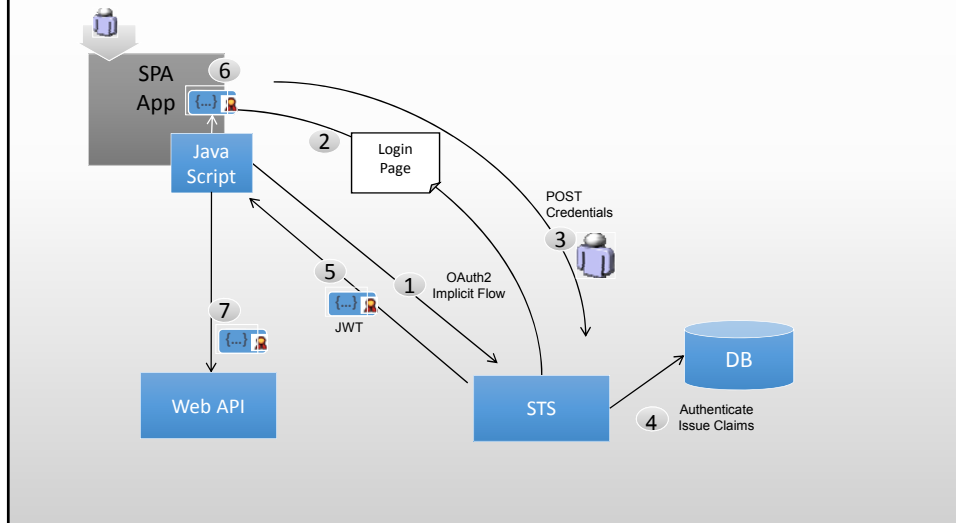 SPA
App
6
{...}
Java
Script
2
Login
Page
POST
Credentials
3
5
1
OAuth2
Implicit Flow
{...}
JWT
7
{...}
Web API
STS
DB
4
Authenticate
Issue Claims